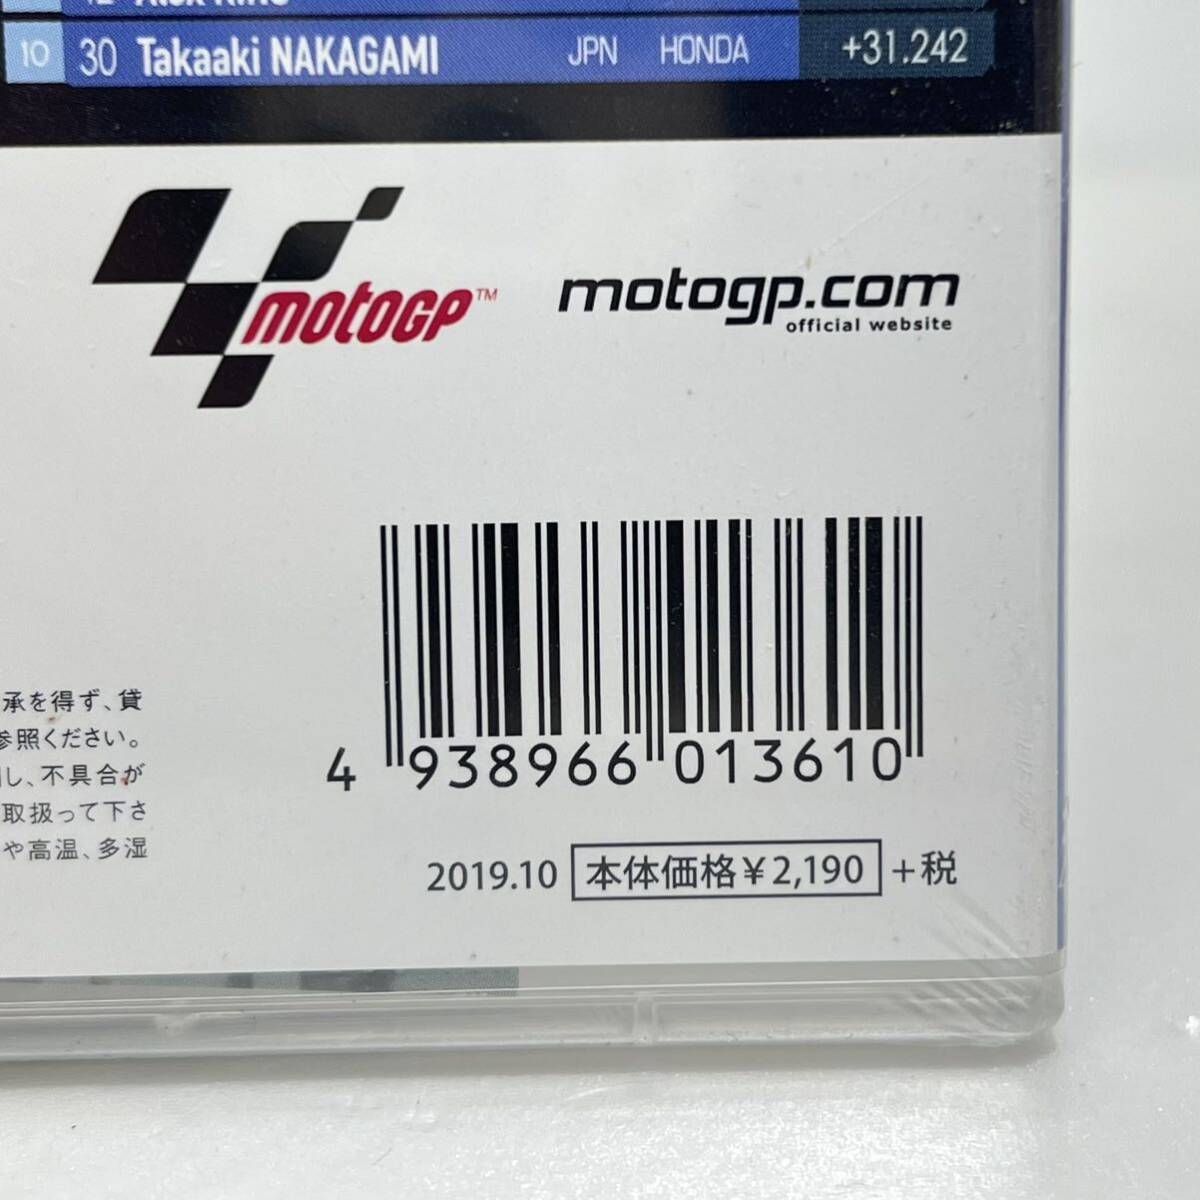 10 30 Takaaki NAKAGAMI JPN HONDA +31.242
motogp™
motogp.com
official website
承を得ず、貸
参照ください。
し、不具合が
取扱って下さ
や高温、多湿
4 938966 013610
2019.10 本体価格¥2,190 +税